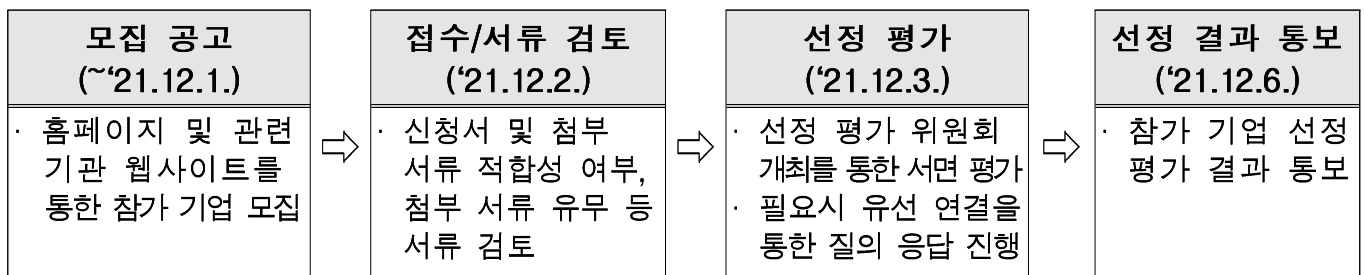 모집 공고
(~‘21.12.1.)
· 홈페이지 및 관련
기관 웹사이트를
통한 참가 기업 모집
⇨
접수/서류 검토
(‘21.12.2.)
· 신청서 및 첨부
서류 적합성 여부,
첨부 서류 유무 등
서류 검토
⇨
선정 평가
(‘21.12.3.)
· 선정 평가 위원회
개최를 통한 서면 평가
· 필요시 유선 연결을
통한 질의 응답 진행
⇨
선정 결과 통보
(‘21.12.6.)
· 참가 기업 선정
평가 결과 통보